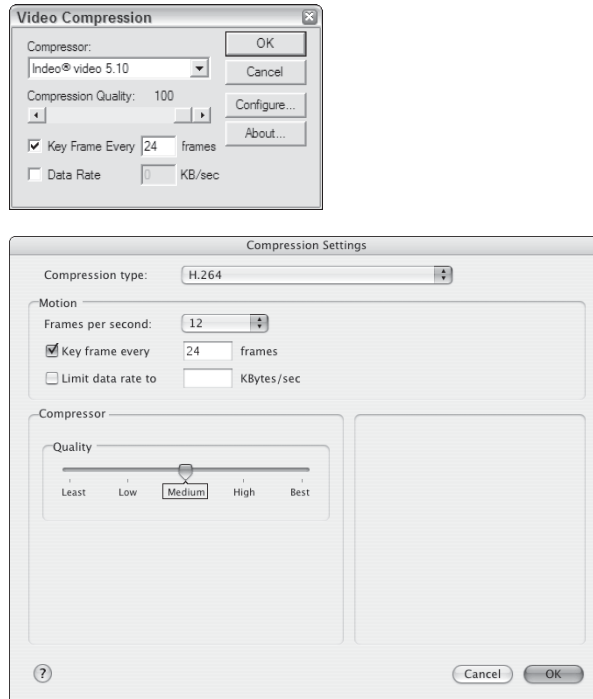 Video Compression
Compressor:
Indeo® video 5.10
OK
Cancel
Compression Quality: 100
Configure...
About...
Key Frame Every 24 frames
Data Rate 0 KB/sec
Compression Settings
Compression type: H.264
Motion
Frames per second: 12
Key frame every 24 frames
Limit data rate to KBytes/sec
Compressor
Quality
Least Low Medium High Best
?
Cancel OK